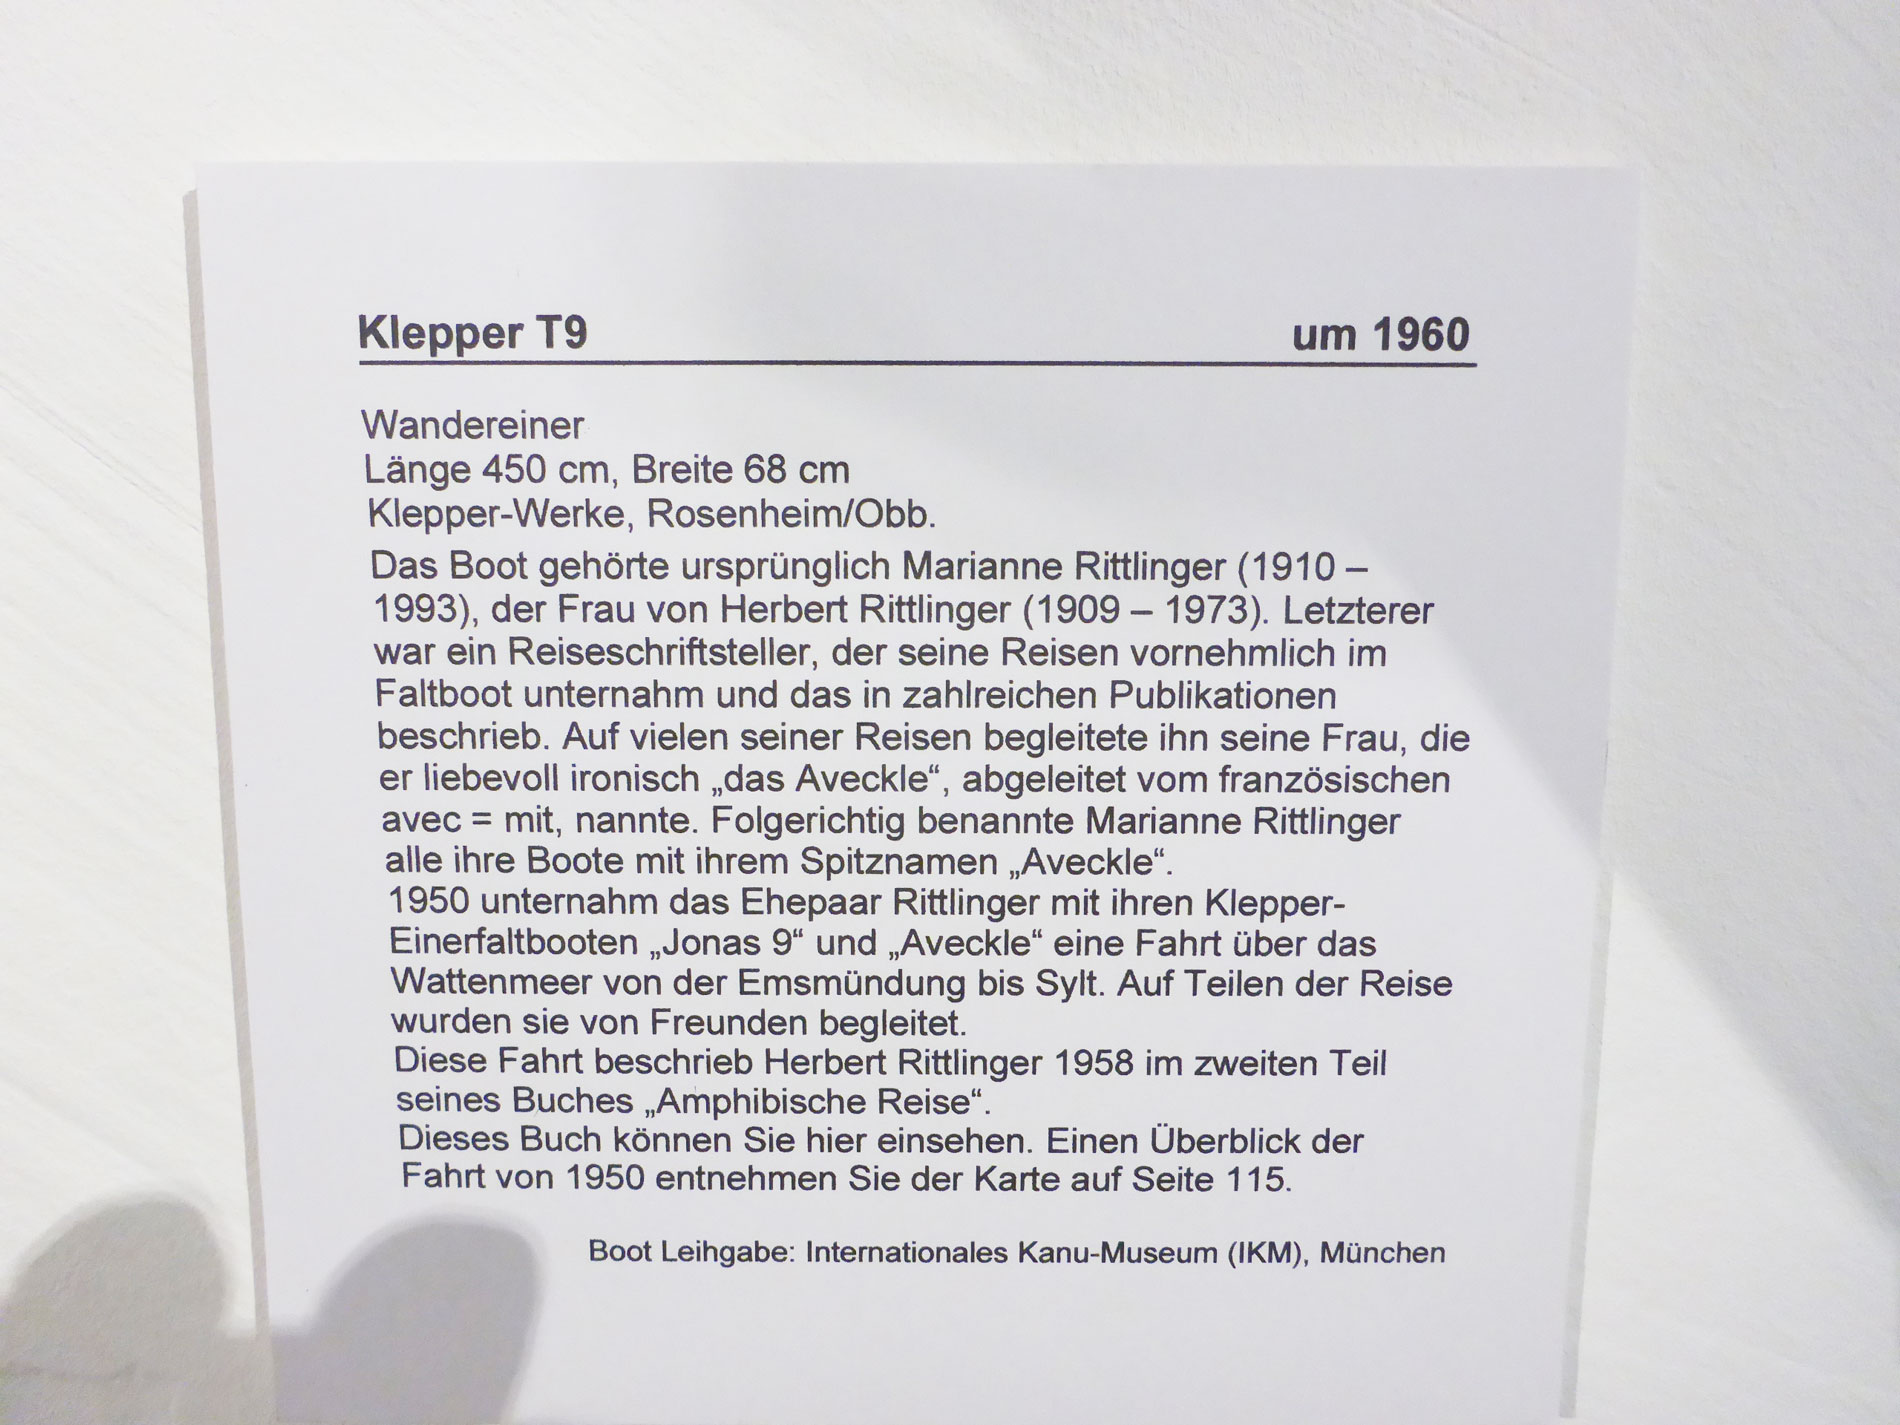 Klepper T9 um 1960
Wandereiner
Länge 450 cm, Breite 68 cm
Klepper-Werke, Rosenheim/Obb.
Das Boot gehörte ursprünglich Marianne Rittlinger (1910 –
1993), der Frau von Herbert Rittlinger (1909 – 1973). Letzterer
war ein Reiseschriftsteller, der seine Reisen vornehmlich im
Faltboot unternahm und das in zahlreichen Publikationen
beschrieb. Auf vielen seiner Reisen begleitete ihn seine Frau, die
er liebevoll ironisch „das Aveckle“, abgeleitet vom französischen
avec = mit, nannte. Folgerichtig benannte Marianne Rittlinger
alle ihre Boote mit ihrem Spitznamen „Aveckle“.
1950 unternahm das Ehepaar Rittlinger mit ihren Klepper-
Einerfaltbooten „Jonas 9“ und „Aveckle“ eine Fahrt über das
Wattenmeer von der Emsmündung bis Sylt. Auf Teilen der Reise
wurden sie von Freunden begleitet.
Diese Fahrt beschrieb Herbert Rittlinger 1958 im zweiten Teil
seines Buches „Amphibische Reise“.
Dieses Buch können Sie hier einsehen. Einen Überblick der
Fahrt von 1950 entnehmen Sie der Karte auf Seite 115.
Boot Leihgabe: Internationales Kanu-Museum (IKM), München